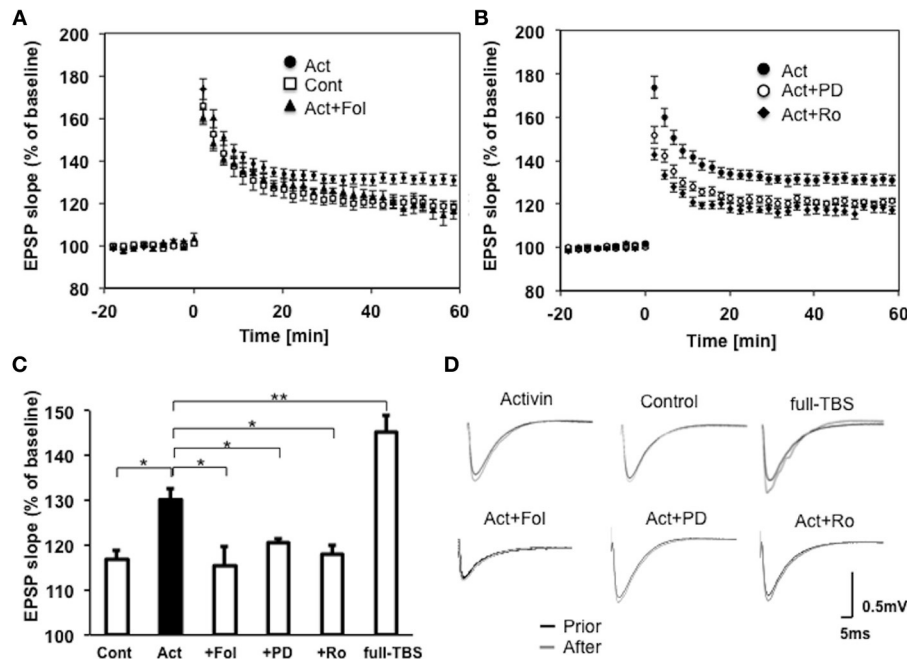 A
EPSP slope (% of baseline)
200
180
160
140
120
100
80
-20
0
20
40
60
Time [min]
Act
Cont
Act+Fol
B
EPSP slope (% of baseline)
200
180
160
140
120
100
80
-20
0
20
40
60
Time [min]
Act
Act+PD
Act+Ro
C
EPSP slope (% of baseline)
150
140
130
120
110
100
**
*
*
*
*
Cont Act +Fol +PD +Ro full-TBS
D
Activin Control full-TBS
Act+Fol Act+PD Act+Ro
Prior
After
0.5mV
5ms